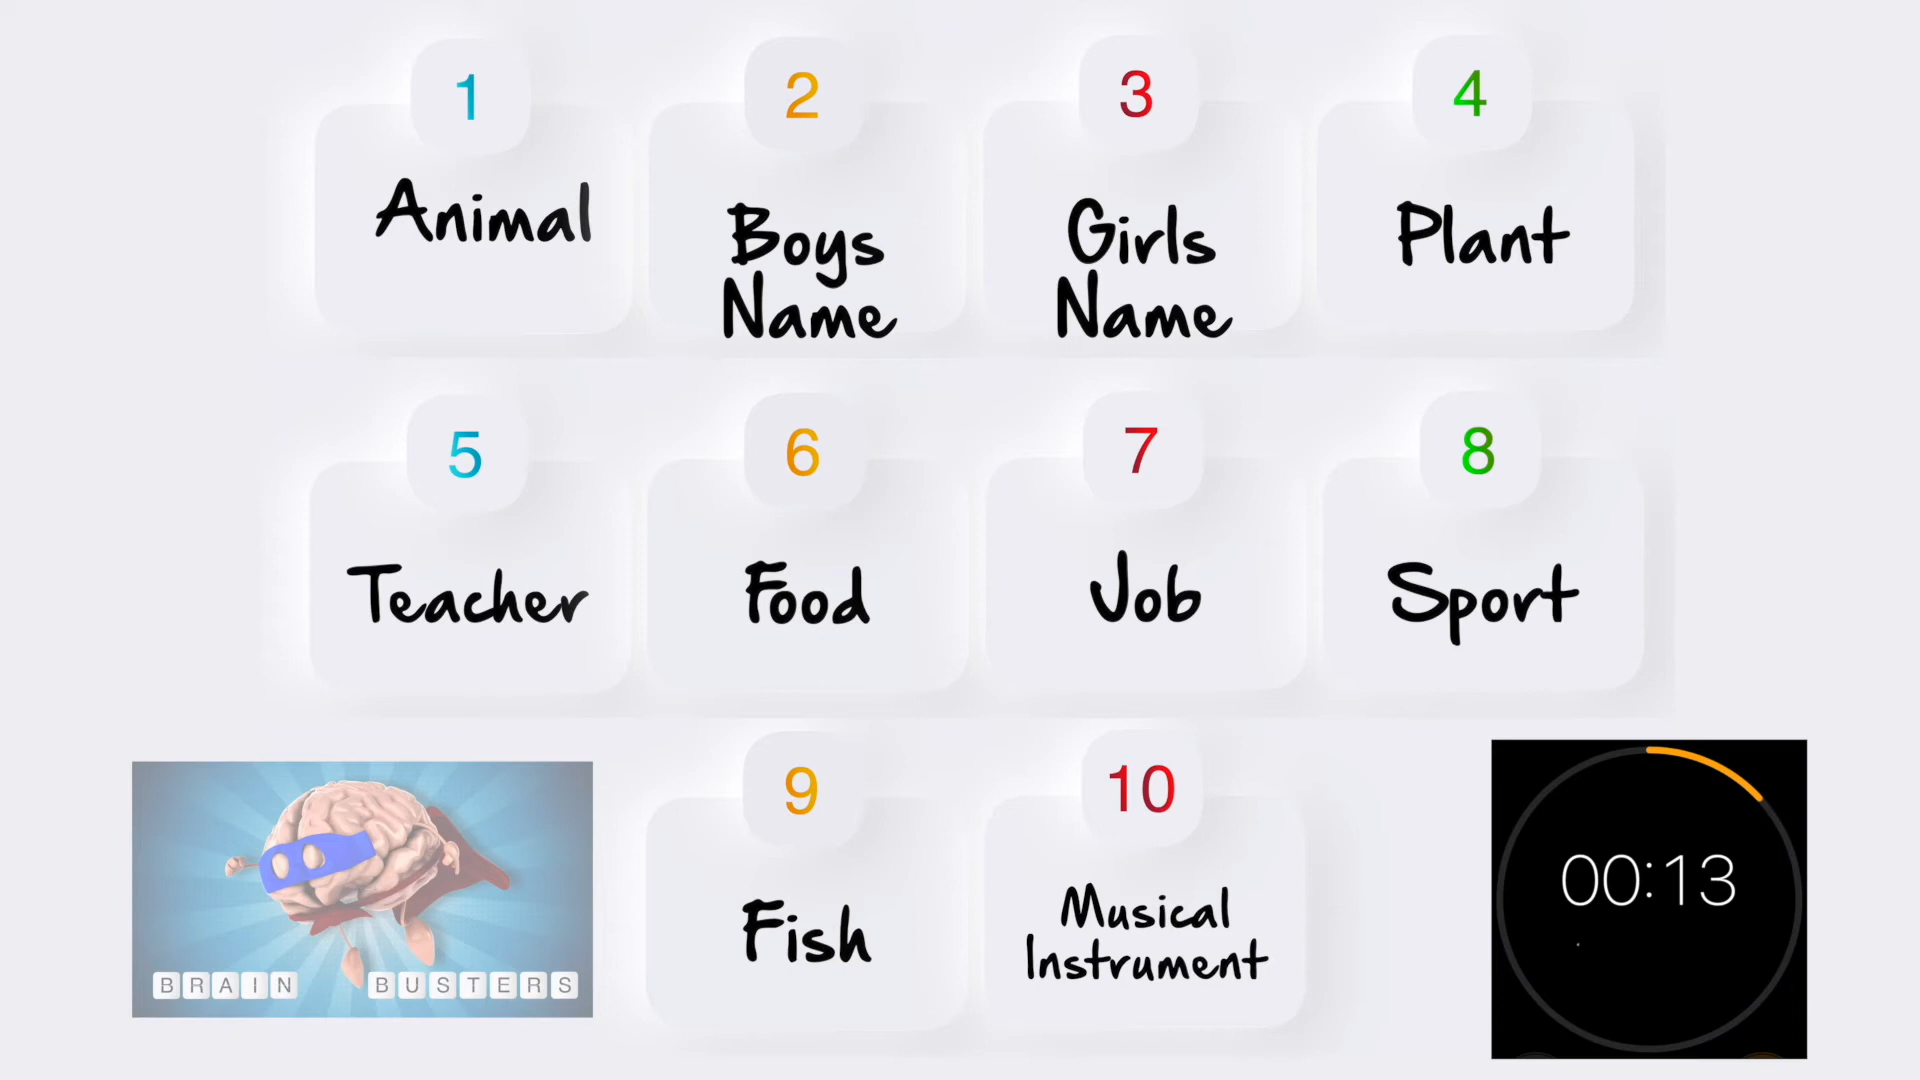 1
Animal
2
Boys
Name
3
Girls
Name
4
Plant
5
Teacher
6
Food
7
Job
8
Sport
9
Fish
10
Musical
Instrument
BRAIN BUSTERS
00:13